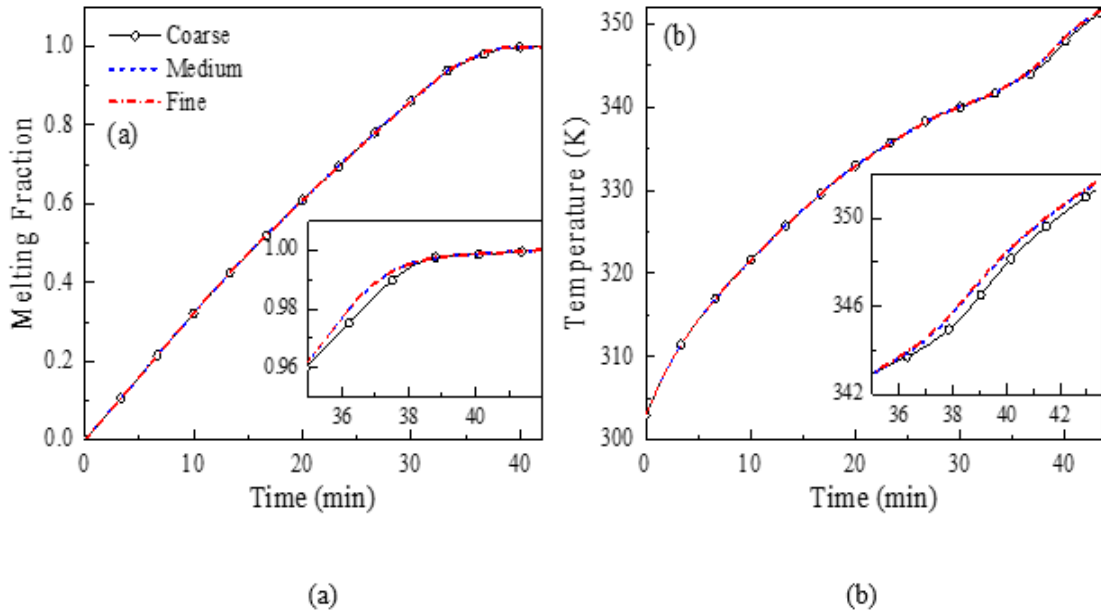 Coarse
Medium
Fine
(a)
Melting Fraction
1.0
0.8
0.6
0.4
0.2
0.0
0 10 20 30 40
Time (min)
1.00
0.98
0.96
36 38 40
(b)
Temperature (K)
350
340
330
320
310
300
0 10 20 30 40
Time (min)
350
346
342
36 38 40 42
(a)
(b)